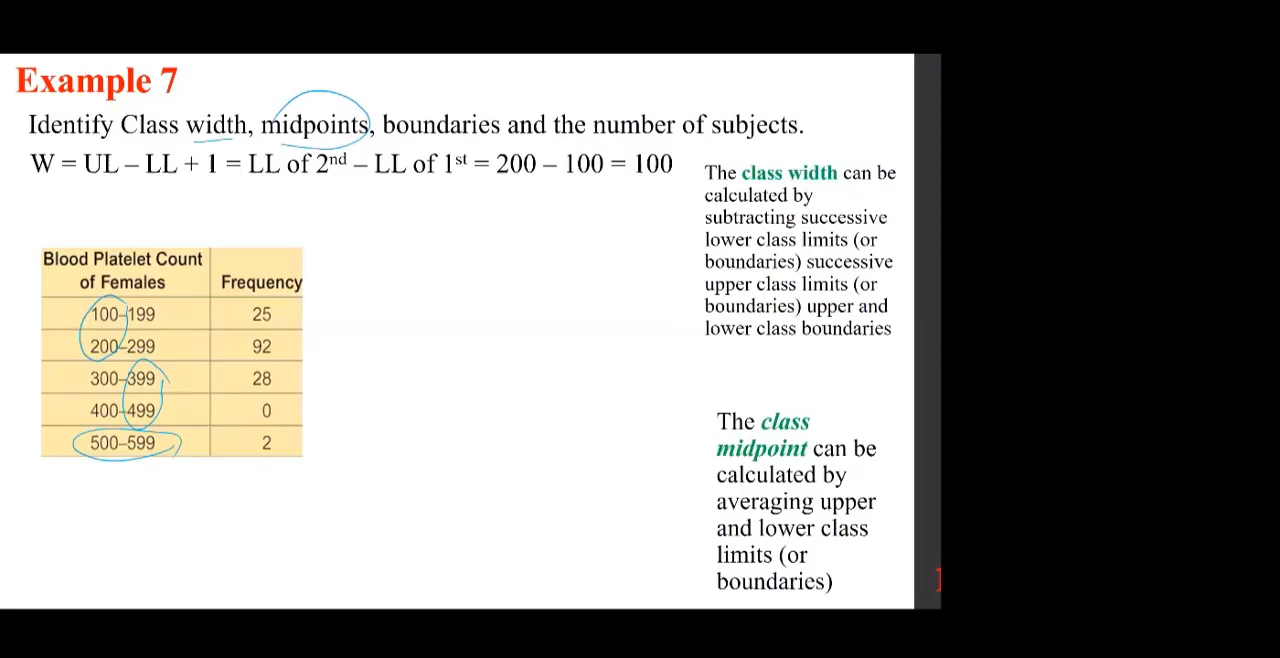 Example 7
Identify Class width, midpoints, boundaries and the number of subjects.
W = UL – LL + 1 = LL of 2nd – LL of 1st = 200 – 100 = 100
The class width can be
calculated by
subtracting successive
lower class limits (or
boundaries) successive
upper class limits (or
boundaries) upper and
lower class boundaries
Blood Platelet Count
of Females Frequency
100–199 25
200–299 92
300–399 28
400–499 0
500–599 2
The class
midpoint can be
calculated by
averaging upper
and lower class
limits (or
boundaries)